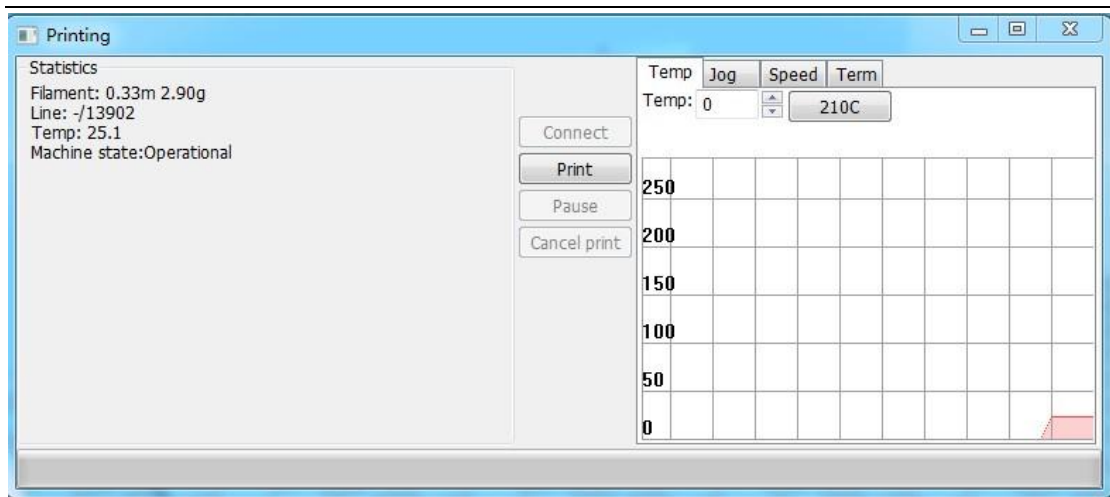 Printing
Statistics
Filament: 0.33m 2.90g
Line: -/13902
Temp: 25.1
Machine state:Operational
Connect
Print
Pause
Cancel print
Temp Jog Speed Term
Temp: 0 210C
250
200
150
100
50
0